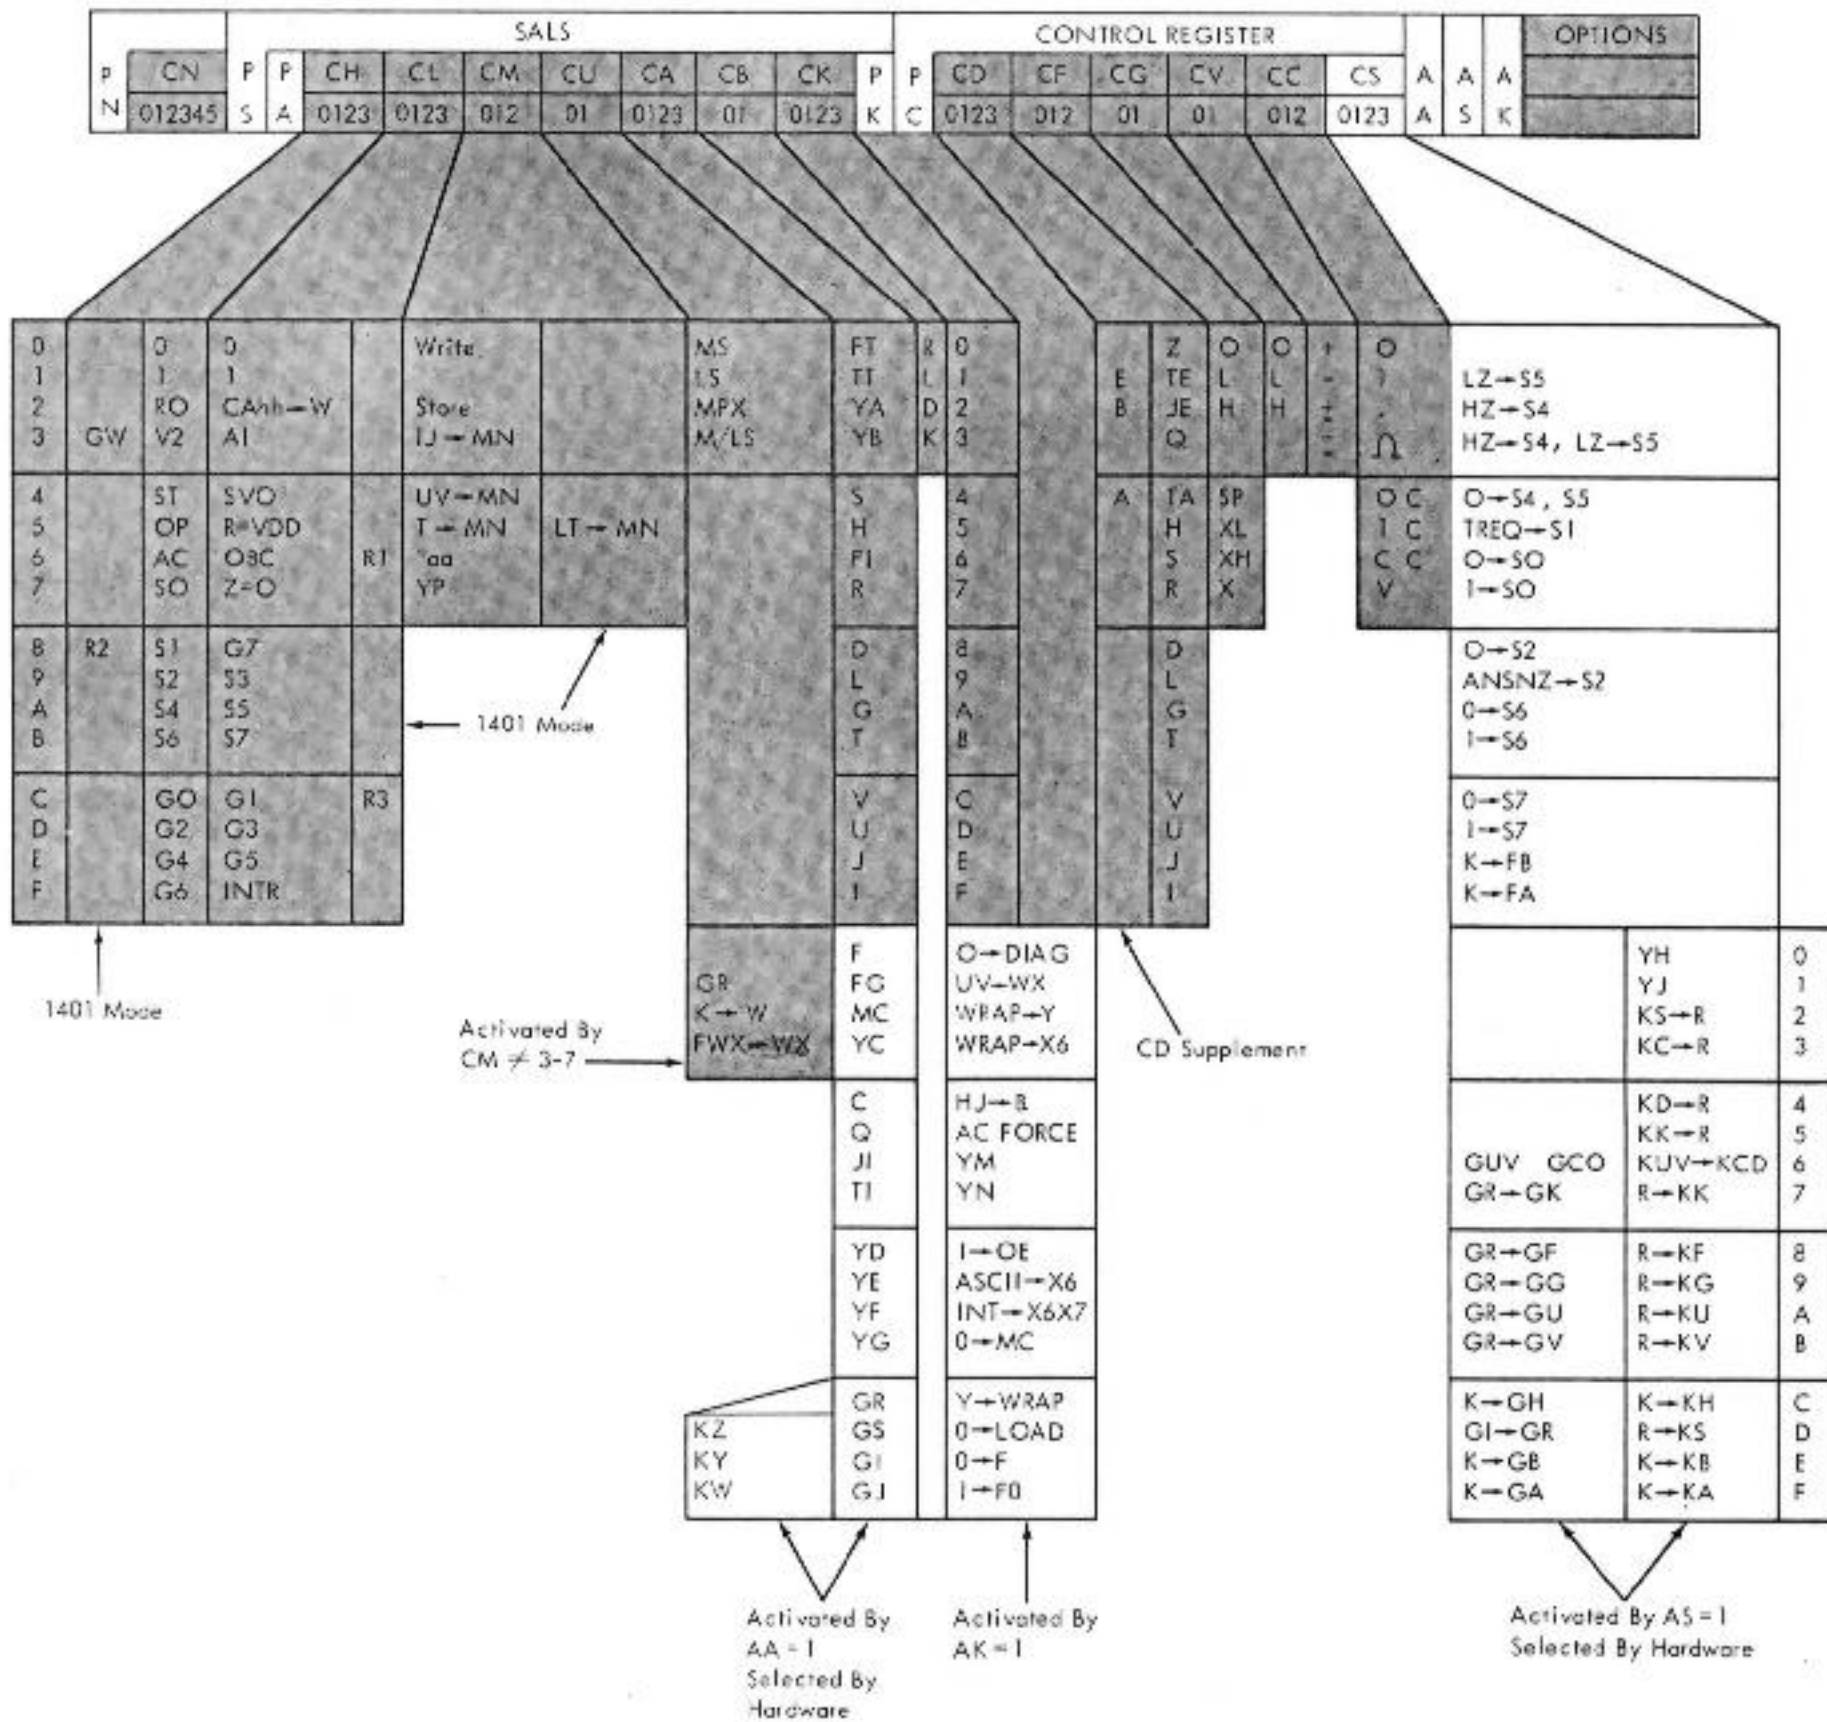 SALS CONTROL REGISTER OPTIONS
P CN P P CH CL CM CU CA CB CK P P CD CF CG CV CC CS A A A
N 012345 S A 0123 0123 012 01 0123 01 0123 K C 0123 012 01 01 012 0123 A S K
0 0 0 Write MS FT R 0 Z O O + O
1 1 1 LS TT L 1 E TE L L - 1 LZ→S5
2 RO CAhh→W Store MPX YA D 2 B JE H H HZ→S4
3 GW V2 A1 IJ→MN M/LS YB K 3 Q Ω HZ→S4, LZ→S5
4 ST SVO UV→MN S 4 A TA SP O C O→S4, S5
5 OP R=VDD T→MN LT→MN H 5 H XL 1 C TREQ→S1
6 AC OBC R1 *aa FI 6 S XH C C O→SO
7 SO Z=O YP R 7 R X V 1→SO
8 R2 S1 G7 D 8 D O→S2
9 S2 S3 L 9 L ANSNZ→S2
A S4 S5 G A G 0→S6
B S6 S7 T B T 1→S6
1401 Mode
C GO G1 R3 V C V 0→S7
D G2 G3 U D U 1→S7
E G4 G5 J E J K→FB
F G6 INTR I F I K→FA
1401 Mode
F O→DIAG YH 0
GR FG UV→WX YJ 1
K→W MC WRAP→Y KS→R 2
FWX→WX YC WRAP→X6 KC→R 3
Activated By
CM ≠ 3-7
CD Supplement
C HJ→R KD→R 4
Q AC FORCE KK→R 5
JI YM GUV GCO KUV→KCD 6
TI YN GR→GK R→KK 7
YD 1→OE GR→GF R→KF 8
YE ASCII→X6 GR→GG R→KG 9
YF INT→X6X7 GR→GU R→KU A
YG 0→MC GR→GV R→KV B
GR Y→WRAP K→GH K→KH C
KZ GS 0→LOAD GI→GR R→KS D
KY GI 0→F K→GB K→KB E
KW GJ 1→F0 K→GA K→KA F
Activated By
AA = 1
Selected By
Hardware
Activated By
AK = 1
Activated By AS = 1
Selected By Hardware